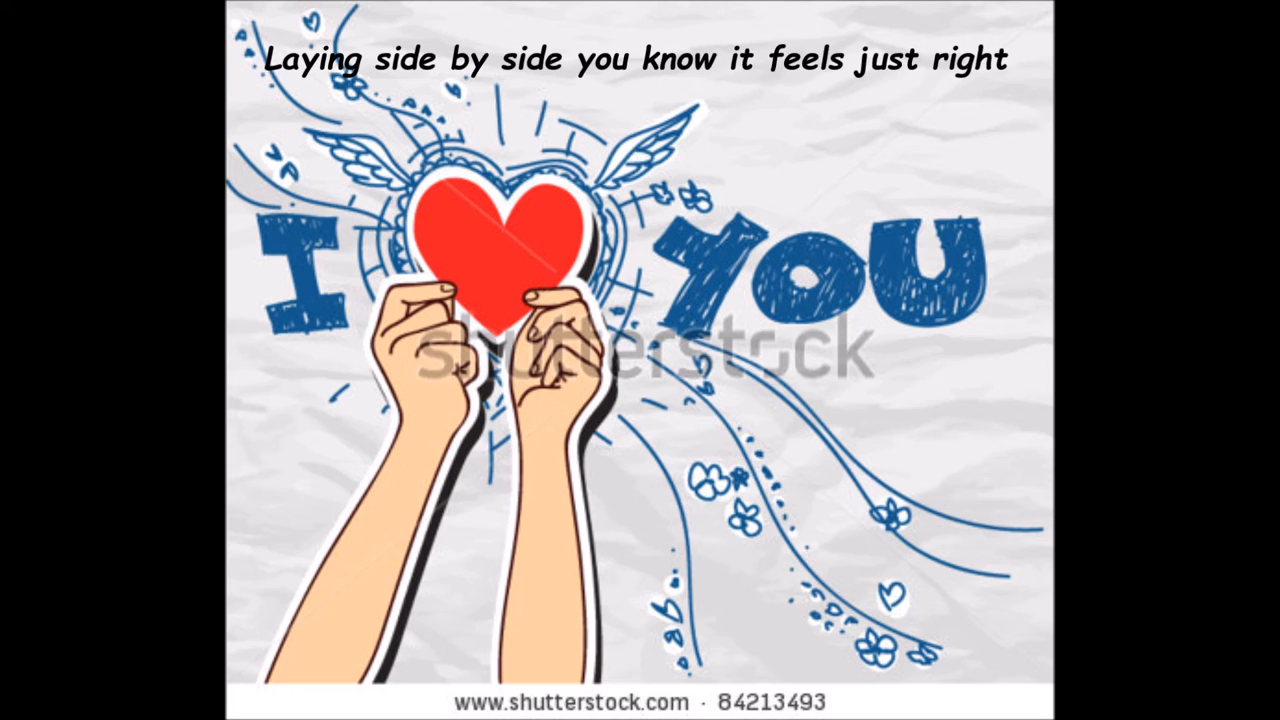 Laying side by side you know it feels just right
I YOU
shutterstock
www.shutterstock.com · 84213493